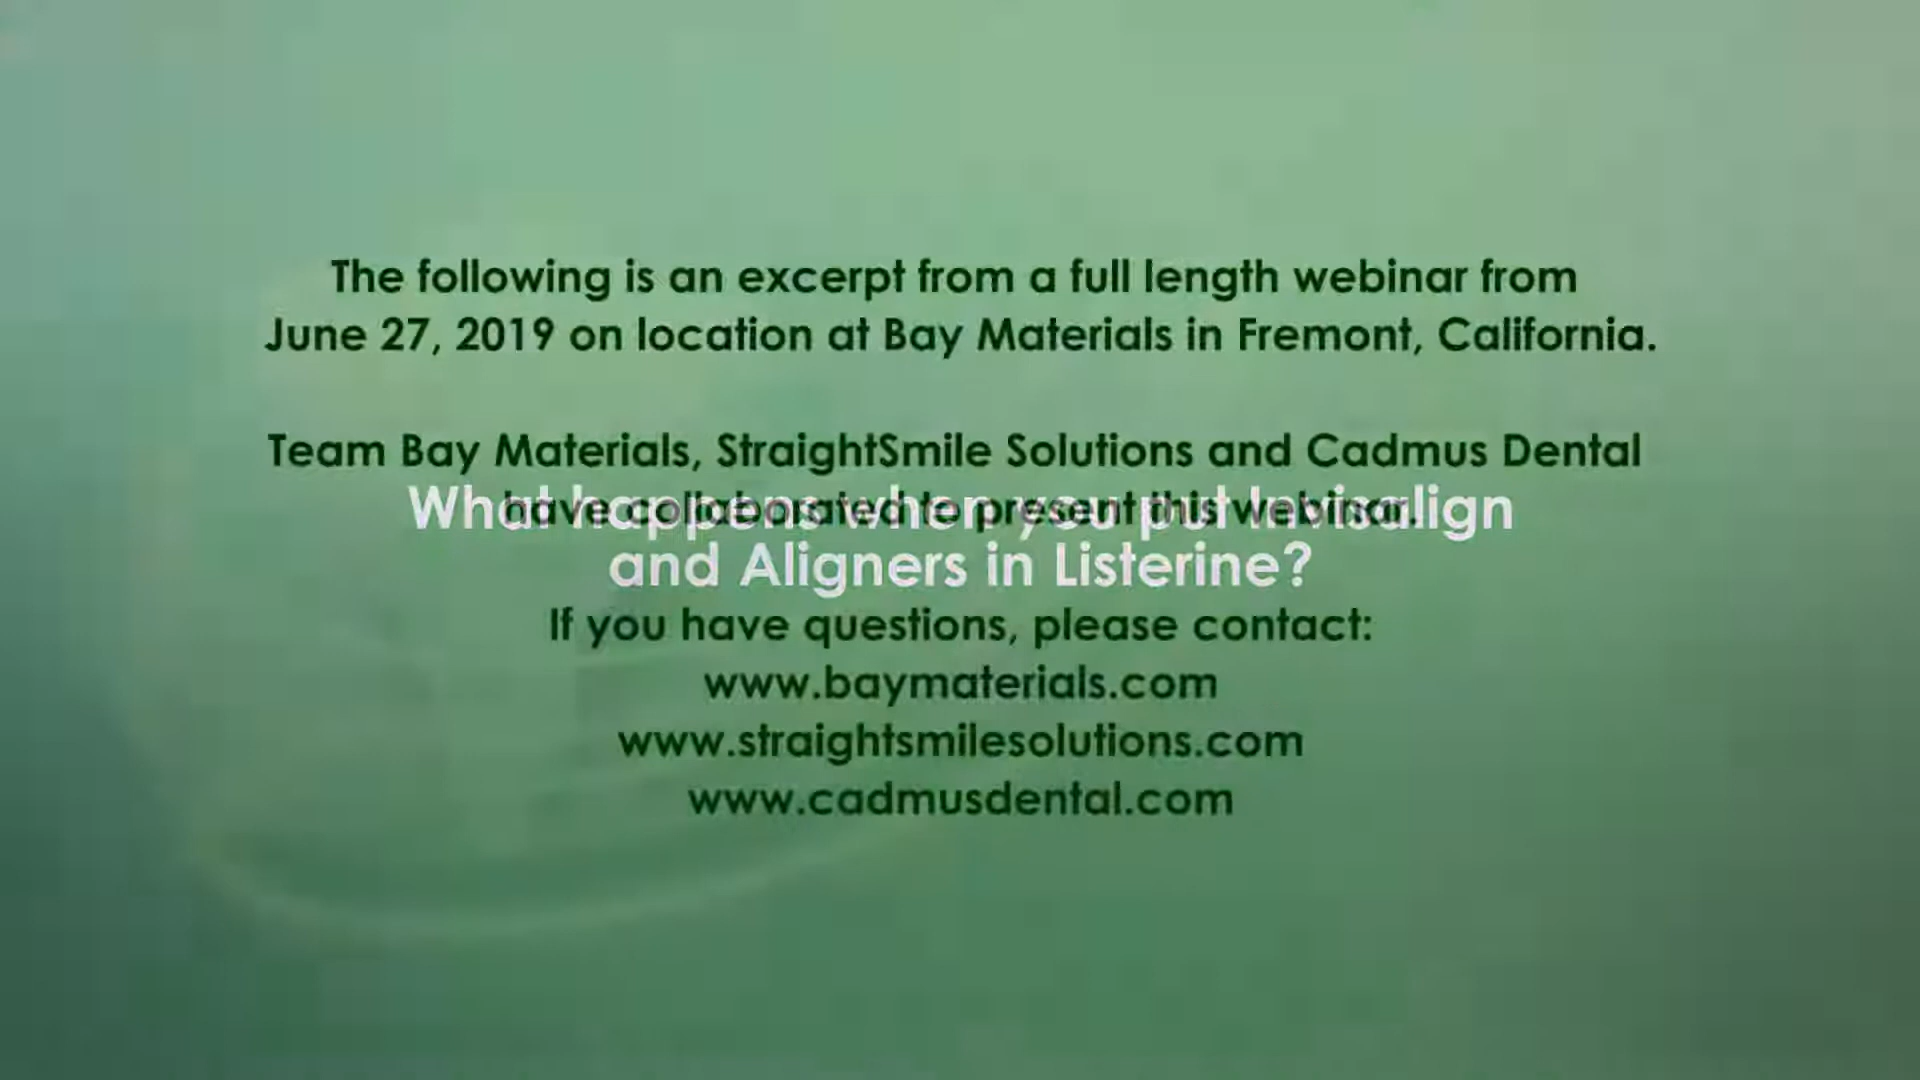 The following is an excerpt from a full length webinar from
June 27, 2019 on location at Bay Materials in Fremont, California.
Team Bay Materials, StraightSmile Solutions and Cadmus Dental
have collaborated to present this webinar.
What happens when you put Invisalign
and Aligners in Listerine?
If you have questions, please contact:
www.baymaterials.com
www.straightsmilesolutions.com
www.cadmusdental.com